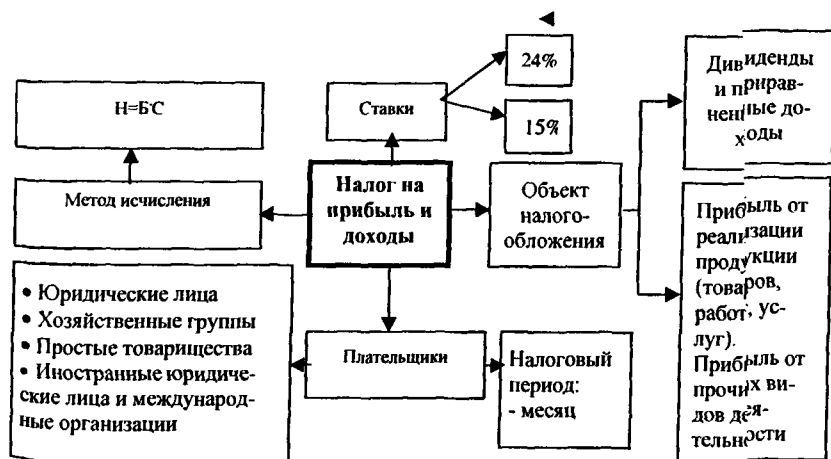 24%
15%
Ставки
Н=Б'С
Метод исчисления
Налог на
прибыль и
доходы
Объект
налого-
обложения
Дивиденды
и приравненные до-
ходы
Прибыль от
реализации
продукции
(товаров,
работ, ус-
луг).
Прибыль от
прочих ви-
дов дея-
тельности
• Юридические лица
• Хозяйственные группы
• Простые товарищества
• Иностранные юридиче-
ские лица и международ-
ные организации
Плательщики
Налоговый
период:
- месяц